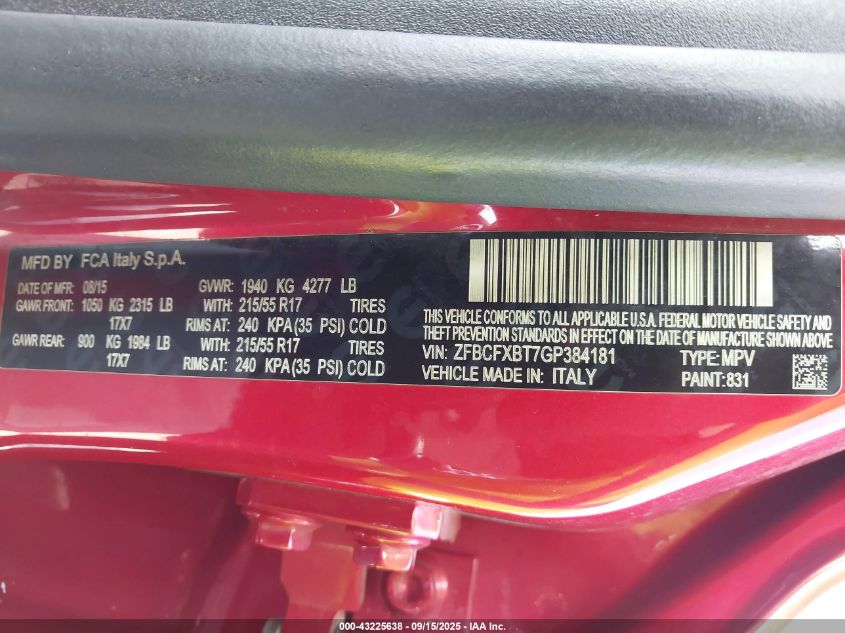 MFD BY FCA Italy S.p.A.
DATE OF MFR: 08/15 GVWR: 1940 KG 4277 LB
GAWR FRONT: 1050 KG 2315 LB WITH: 215/55 R17 TIRES
17X7 RIMS AT: 240 KPA (35 PSI) COLD
GAWR REAR: 900 KG 1984 LB WITH: 215/55 R17 TIRES
17X7 RIMS AT: 240 KPA (35 PSI) COLD
THIS VEHICLE CONFORMS TO ALL APPLICABLE U.S.A. FEDERAL MOTOR VEHICLE SAFETY AND
THEFT PREVENTION STANDARDS IN EFFECT ON THE DATE OF MANUFACTURE SHOWN ABOVE
VIN: ZFBCFXBT7GP384181 TYPE: MPV
VEHICLE MADE IN: ITALY PAINT: 831
000-43225638 - 09/15/2025 - IAA Inc.